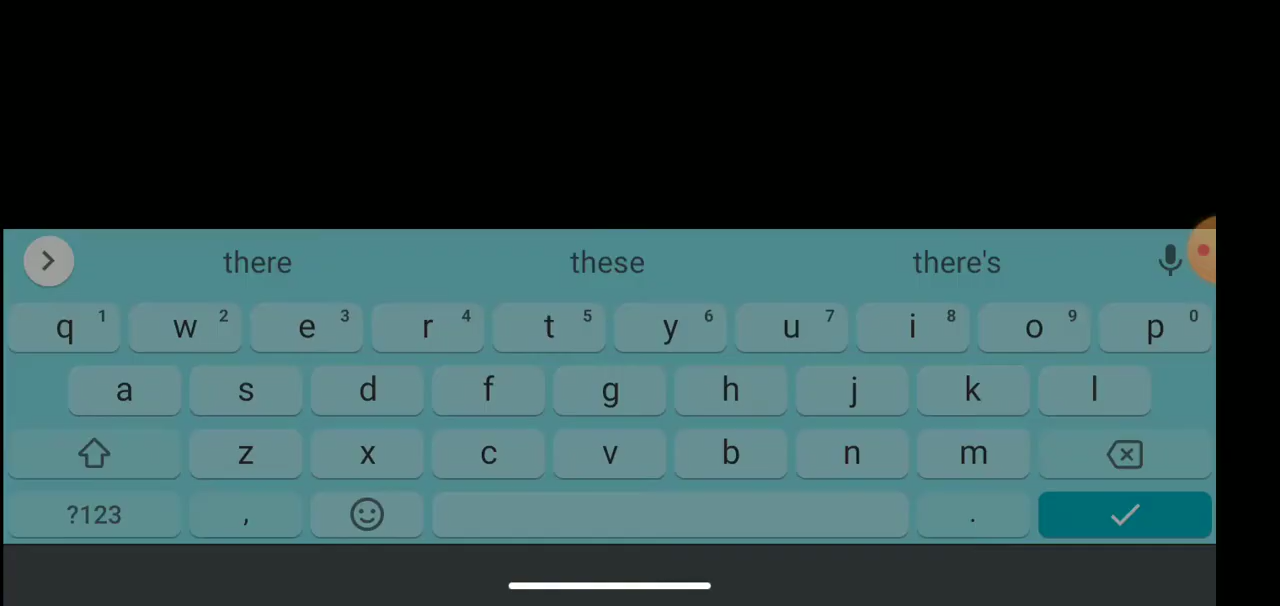 there these there's
q 1 w 2 e 3 r 4 t 5 y 6 u 7 i 8 o 9 p 0
a s d f g h j k l
z x c v b n m
?123 , .